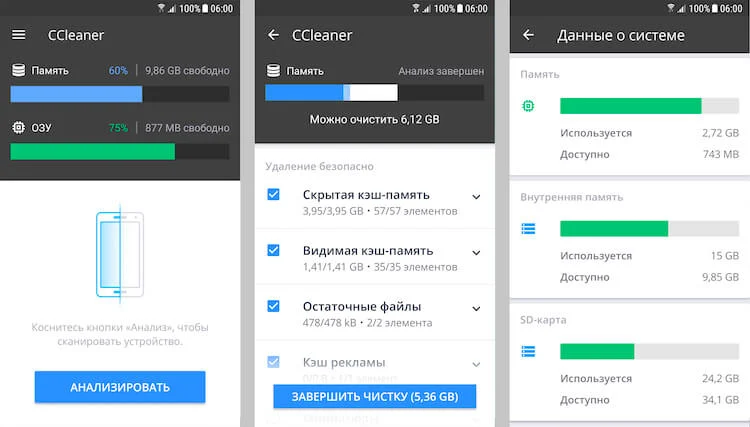 100% 06:00
CCleaner
Память 60% 9,86 GB свободно
ОЗУ 75% 877 MB свободно
Коснитесь кнопки «Анализ», чтобы
сканировать устройство.
АНАЛИЗИРОВАТЬ
100% 06:00
CCleaner
Память Анализ завершен
Можно очистить 6,12 GB
Удаление безопасно
Скрытая кэш-память
3,95/3,95 GB • 57/57 элементов
Видимая кэш-память
1,41/1,41 GB • 35/35 элементов
Остаточные файлы
478/478 kB • 2/2 элемента
Кэш рекламы
ЗАВЕРШИТЬ ЧИСТКУ (5,36 GB)
100% 06:00
Данные о системе
Память
Используется 2,72 GB
Доступно 743 MB
Внутренняя память
Используется 15 GB
Доступно 9,85 GB
SD-карта
Используется 24,2 GB
Доступно 34,1 GB